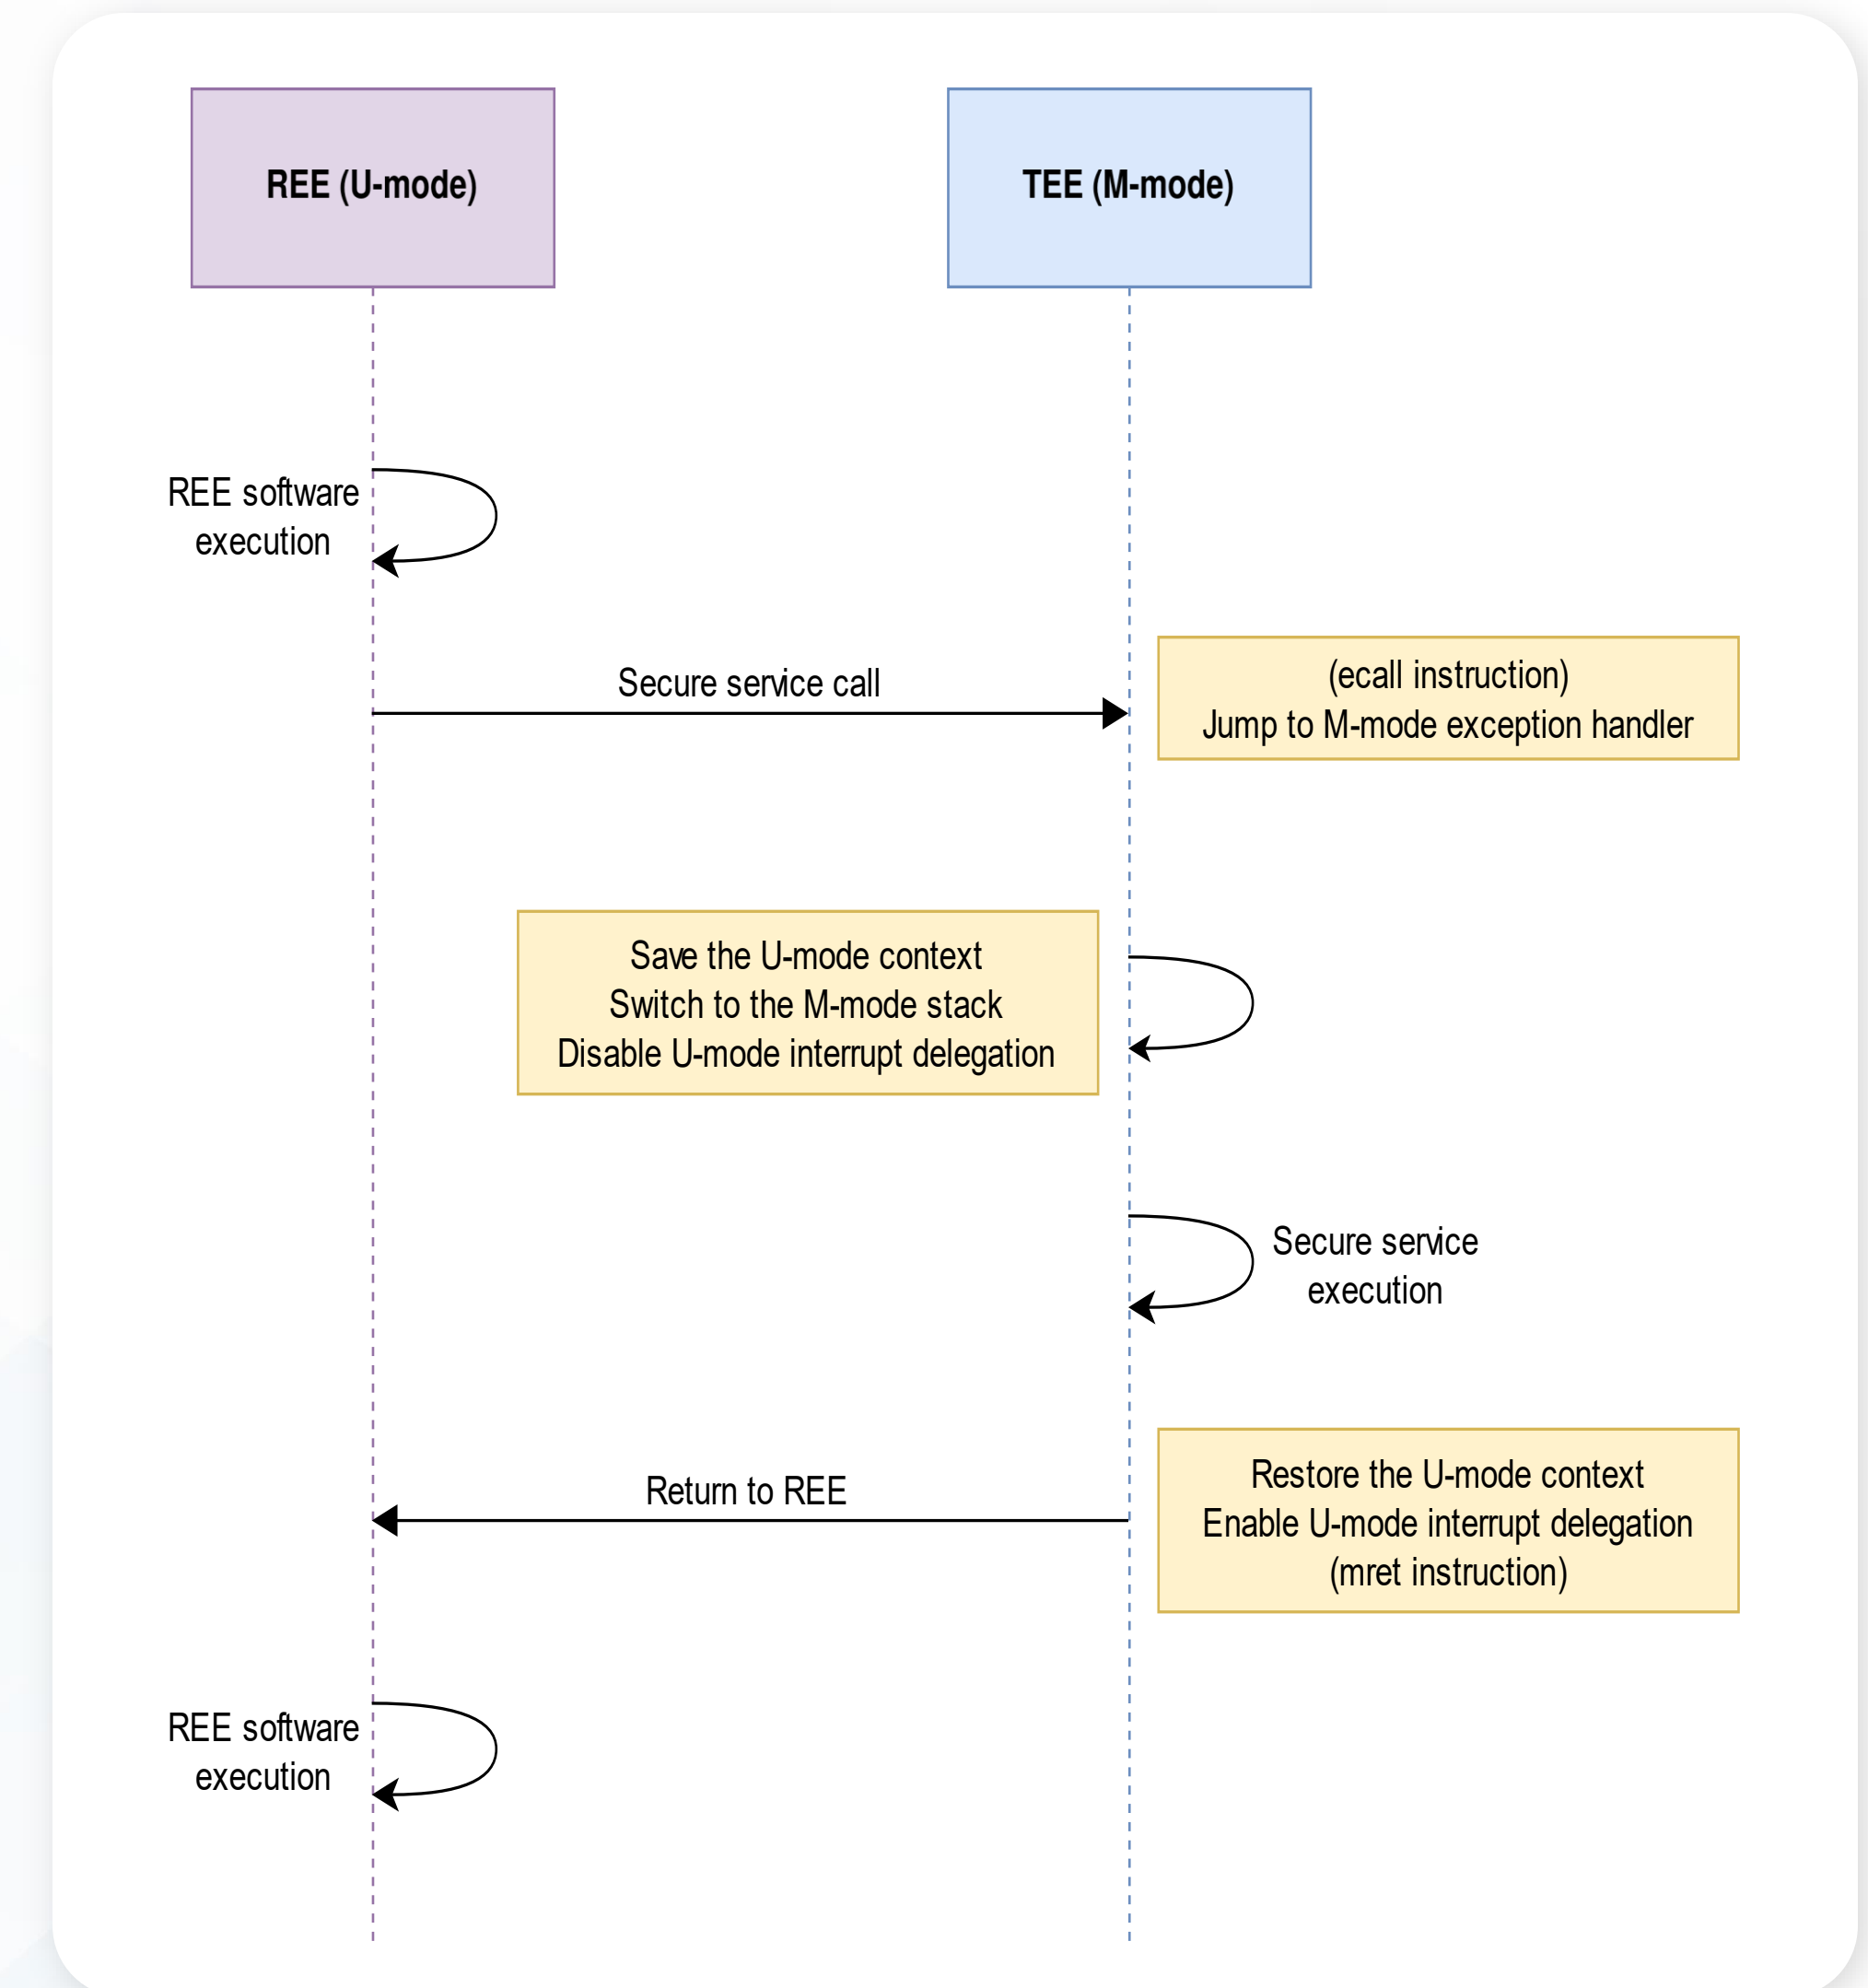 REE (U-mode)
TEE (M-mode)
REE software
execution
Secure service call
(ecall instruction)
Jump to M-mode exception handler
Save the U-mode context
Switch to the M-mode stack
Disable U-mode interrupt delegation
Secure service
execution
Return to REE
Restore the U-mode context
Enable U-mode interrupt delegation
(mret instruction)
REE software
execution